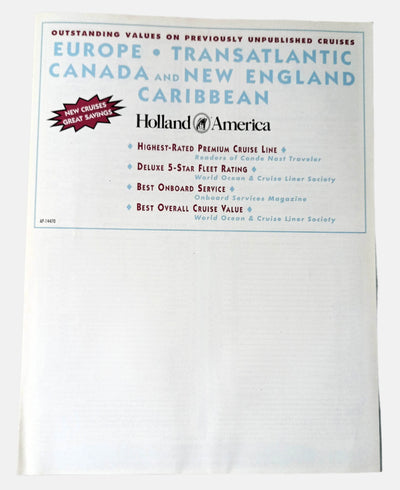 OUTSTANDING VALUES ON PREVIOUSLY UNPUBLISHED CRUISES
EUROPE • TRANSATLANTIC
CANADA AND NEW ENGLAND
CARIBBEAN
NEW CRUISES
GREAT SAVINGS
Holland America
♦ HIGHEST-RATED PREMIUM CRUISE LINE ♦
Readers of Conde Nast Traveler
♦ DELUXE 5-STAR FLEET RATING ♦
World Ocean & Cruise Liner Society
♦ BEST ONBOARD SERVICE ♦
Onboard Services Magazine
♦ BEST OVERALL CRUISE VALUE ♦
World Ocean & Cruise Liner Society